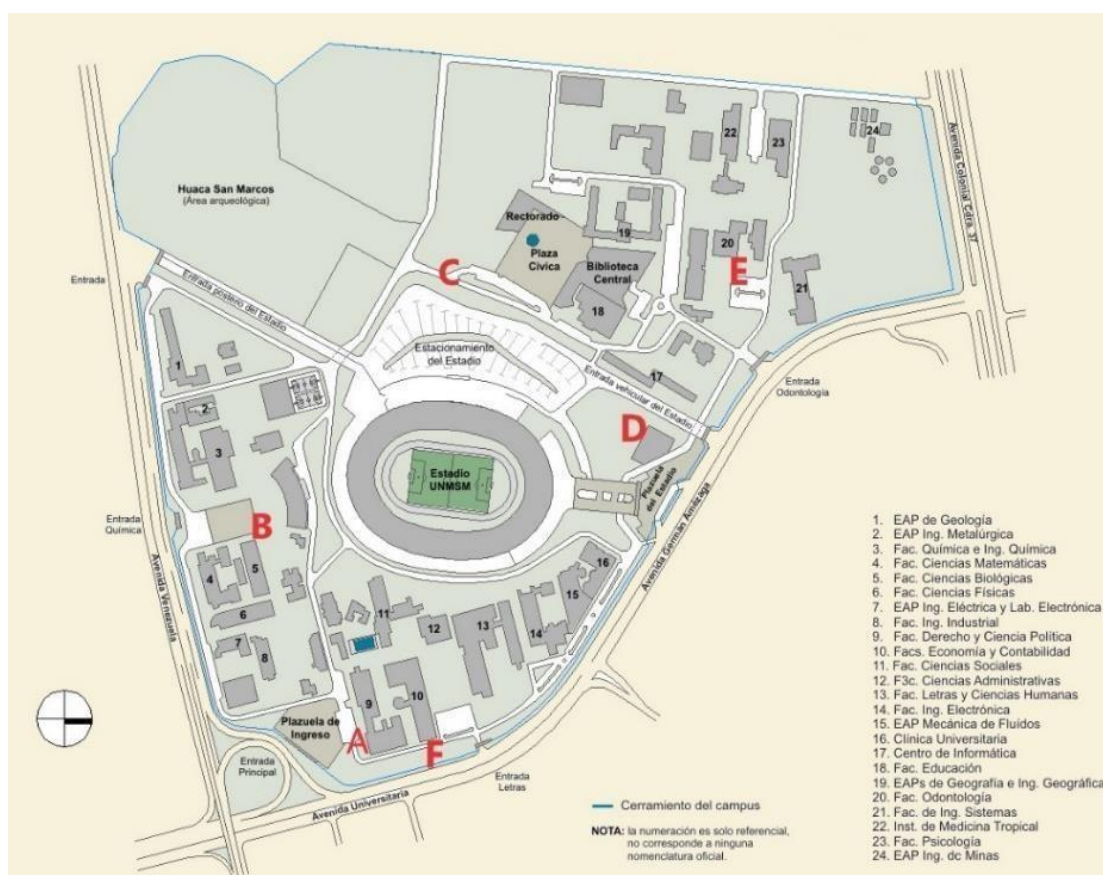 Huaca San Marcos
(Área arqueológica)
Entrada
Entrada posterio del Estadio
Rectorado
Plaza
Cívica
Biblioteca
Central
C
E
19
18
20
21
22
23
24
Avenida Colonial Cdra. 37
Estacionamiento
del Estadio
17
Entrada vehicular del Estadio
Entrada
Odontología
D
Plazuela
del Estadio
Estadio
UNMSM
1
2
3
B
Entrada
Química
Avenida Venezuela
4
5
6
7
8
9
10
11
12
13
14
15
16
Avenida Germán Amézaga
Plazuela de
Ingreso
A
F
Entrada
Principal
Entrada
Letras
Avenida Universitaria
Cerramiento del campus
NOTA: la numeración es solo referencial,
no corresponde a ninguna
nomenclatura oficial.
1. EAP de Geología
2. EAP Ing. Metalúrgica
3. Fac. Química e Ing. Química
4. Fac. Ciencias Matemáticas
5. Fac. Ciencias Biológicas
6. Fac. Ciencias Físicas
7. EAP Ing. Eléctrica y Lab. Electrónica
8. Fac. Ing. Industrial
9. Fac. Derecho y Ciencia Política
10. Facs. Economía y Contabilidad
11. Fac. Ciencias Sociales
12. F3c. Ciencias Administrativas
13. Fac. Letras y Ciencias Humanas
14. Fac. Ing. Electrónica
15. EAP Mecánica de Fluídos
16. Clínica Universitaria
17. Centro de Informática
18. Fac. Educación
19. EAPs de Geografía e Ing. Geográfica
20. Fac. Odontología
21. Fac. de Ing. Sistemas
22. Inst. de Medicina Tropical
23. Fac. Psicología
24. EAP Ing. dc Minas